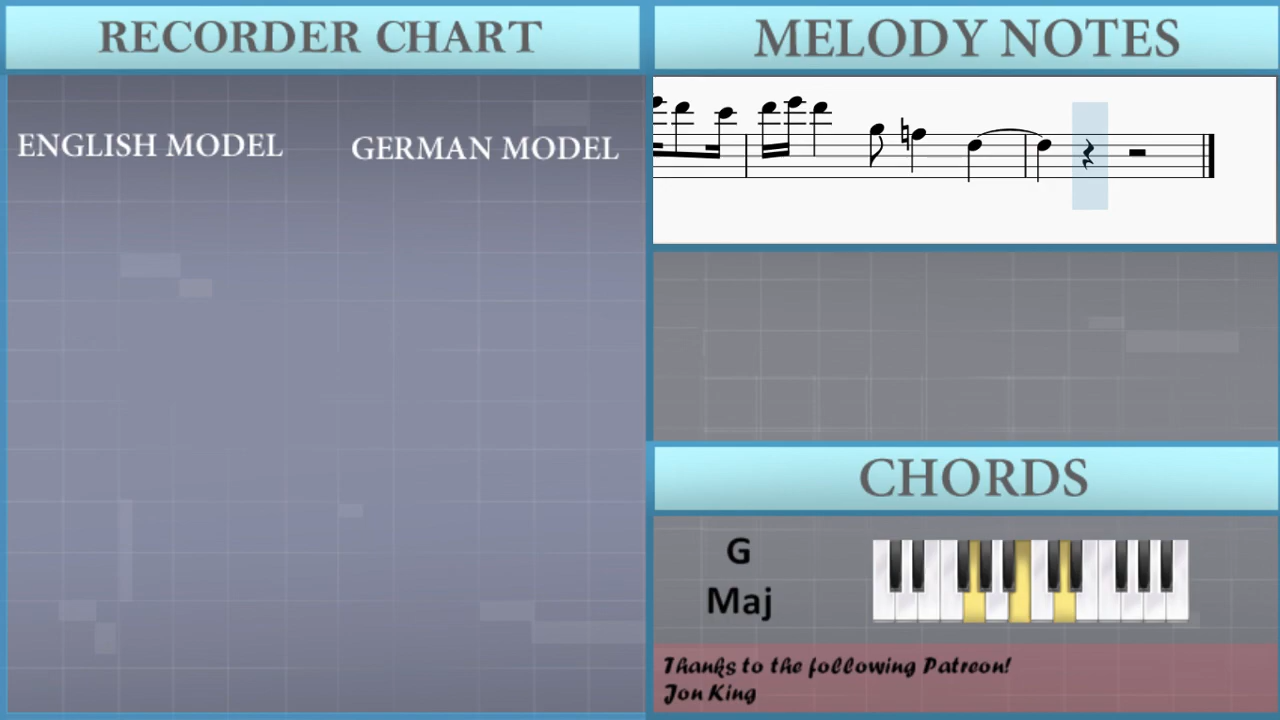 RECORDER CHART
ENGLISH MODEL
GERMAN MODEL
MELODY NOTES
CHORDS
G
Maj
Thanks to the following Patreon!
Jon King